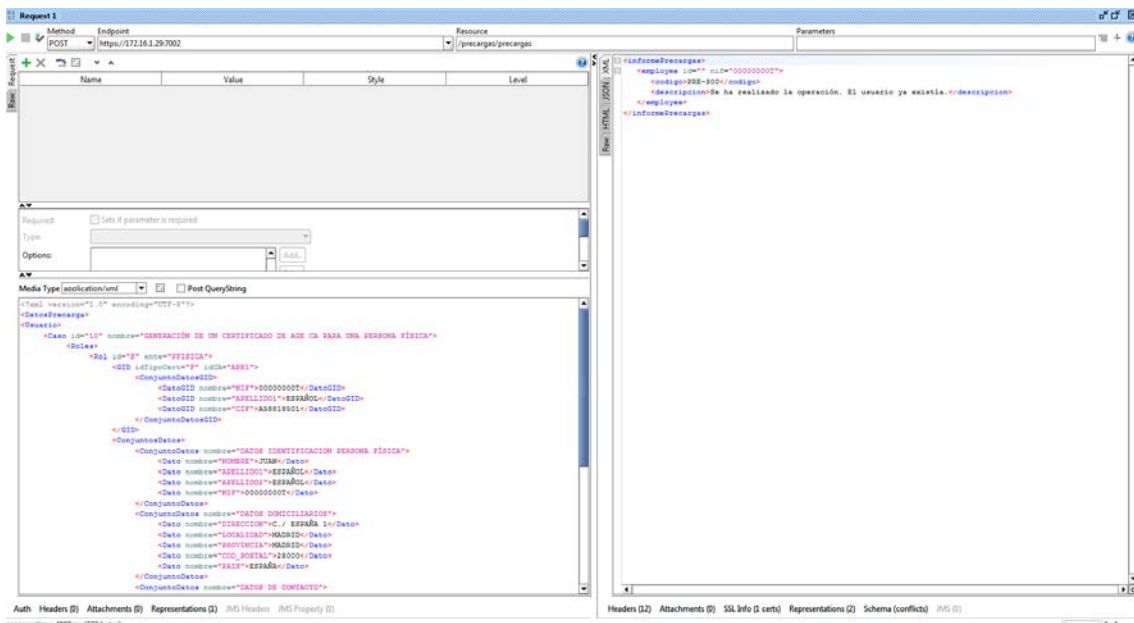 Request 1
Method Endpoint Resource Parameters
POST https://172.16.1.29:7002 /precargas/precargas
Request
Raw
Name Value Style Level
Required: Sets if parameter is required
Type:
Options: Add..
Media Type application/xml Post QueryString
<?xml version="1.0" encoding="UTF-8"?>
<DatosPrecarga>
<Usuario>
<Caso id="10" nombre="GENERACIÓN DE UN CERTIFICADO DE AGE CA PARA UNA PERSONA FÍSICA">
<Roles>
<Rol id="F" ente="PFISICA">
<GID idTipoCert="F" idCA="APE1">
<ConjuntoDatosGID>
<DatoGID nombre="NIF">00000000T</DatoGID>
<DatoGID nombre="APELLIDO1">ESPAÑOL</DatoGID>
<DatoGID nombre="CIF">A58818501</DatoGID>
</ConjuntoDatosGID>
</GID>
<ConjuntosDatos>
<ConjuntoDatos nombre="DATOS IDENTIFICACION PERSONA FÍSICA">
<Dato nombre="NOMBRE">JUAN</Dato>
<Dato nombre="APELLIDO1">ESPAÑOL</Dato>
<Dato nombre="APELLIDO2">ESPAÑOL</Dato>
<Dato nombre="NIF">00000000T</Dato>
</ConjuntoDatos>
<ConjuntoDatos nombre="DATOS DOMICILIARIOS">
<Dato nombre="DIRECCION">C./ ESPAÑA 1</Dato>
<Dato nombre="LOCALIDAD">MADRID</Dato>
<Dato nombre="PROVINCIA">MADRID</Dato>
<Dato nombre="COD_POSTAL">28000</Dato>
<Dato nombre="PAIS">ESPAÑA</Dato>
</ConjuntoDatos>
<ConjuntoDatos nombre="DATOS DE CONTACTO">
Auth Headers (0) Attachments (0) Representations (1) JMS Headers JMS Property (0)
Raw HTML JSON XML
<informePrecargas>
<employee id="" nif="00000000T">
<codigo>PRE-800</codigo>
<descripcion>Se ha realizado la operación. El usuario ya existía.</descripcion>
</employee>
</informePrecargas>
Headers (12) Attachments (0) SSL Info (1 certs) Representations (2) Schema (conflicts) JMS (0)